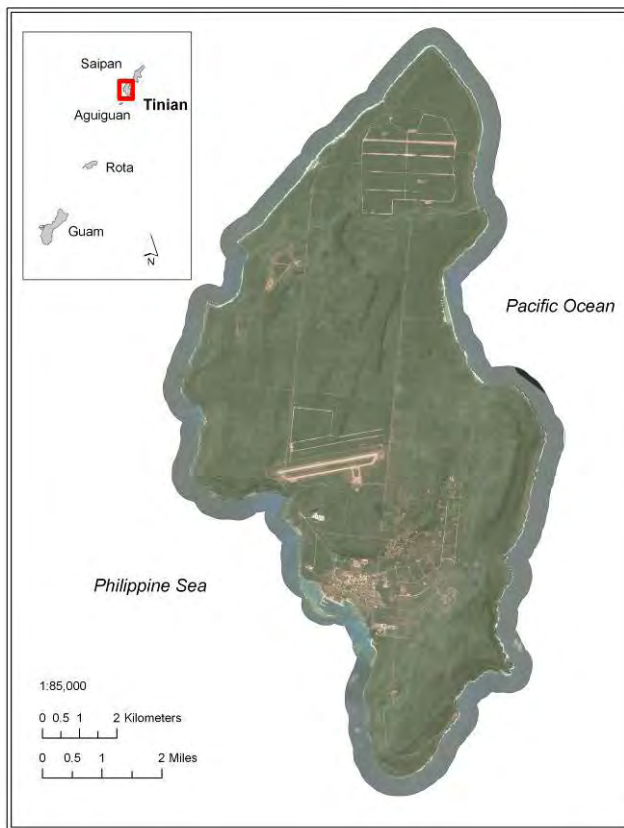 Saipan
Tinian
Aguiguan
Rota
Guam
N
Pacific Ocean
Philippine Sea
1:85,000
0 0.5 1 2 Kilometers
0 0.5 1 2 Miles